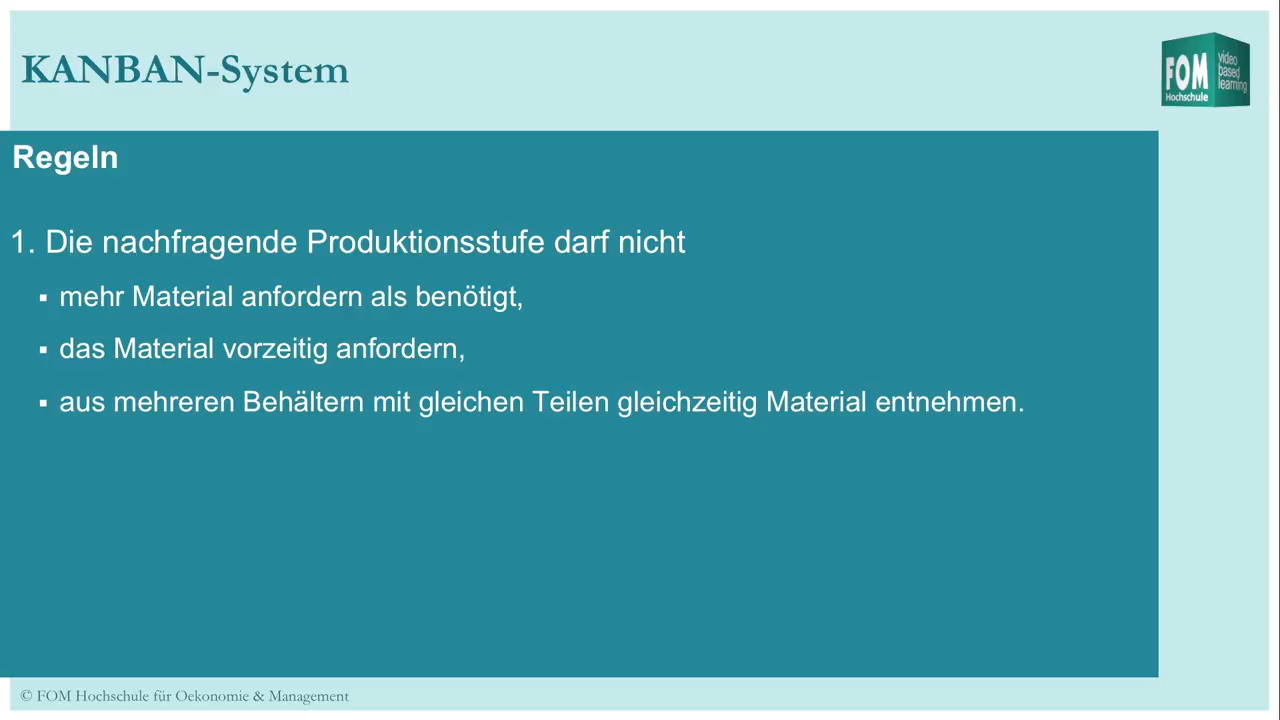 KANBAN-System
FOM
Hochschule
video
based
learning
Regeln
1. Die nachfragende Produktionsstufe darf nicht
▪ mehr Material anfordern als benötigt,
▪ das Material vorzeitig anfordern,
▪ aus mehreren Behältern mit gleichen Teilen gleichzeitig Material entnehmen.
© FOM Hochschule für Oekonomie & Management